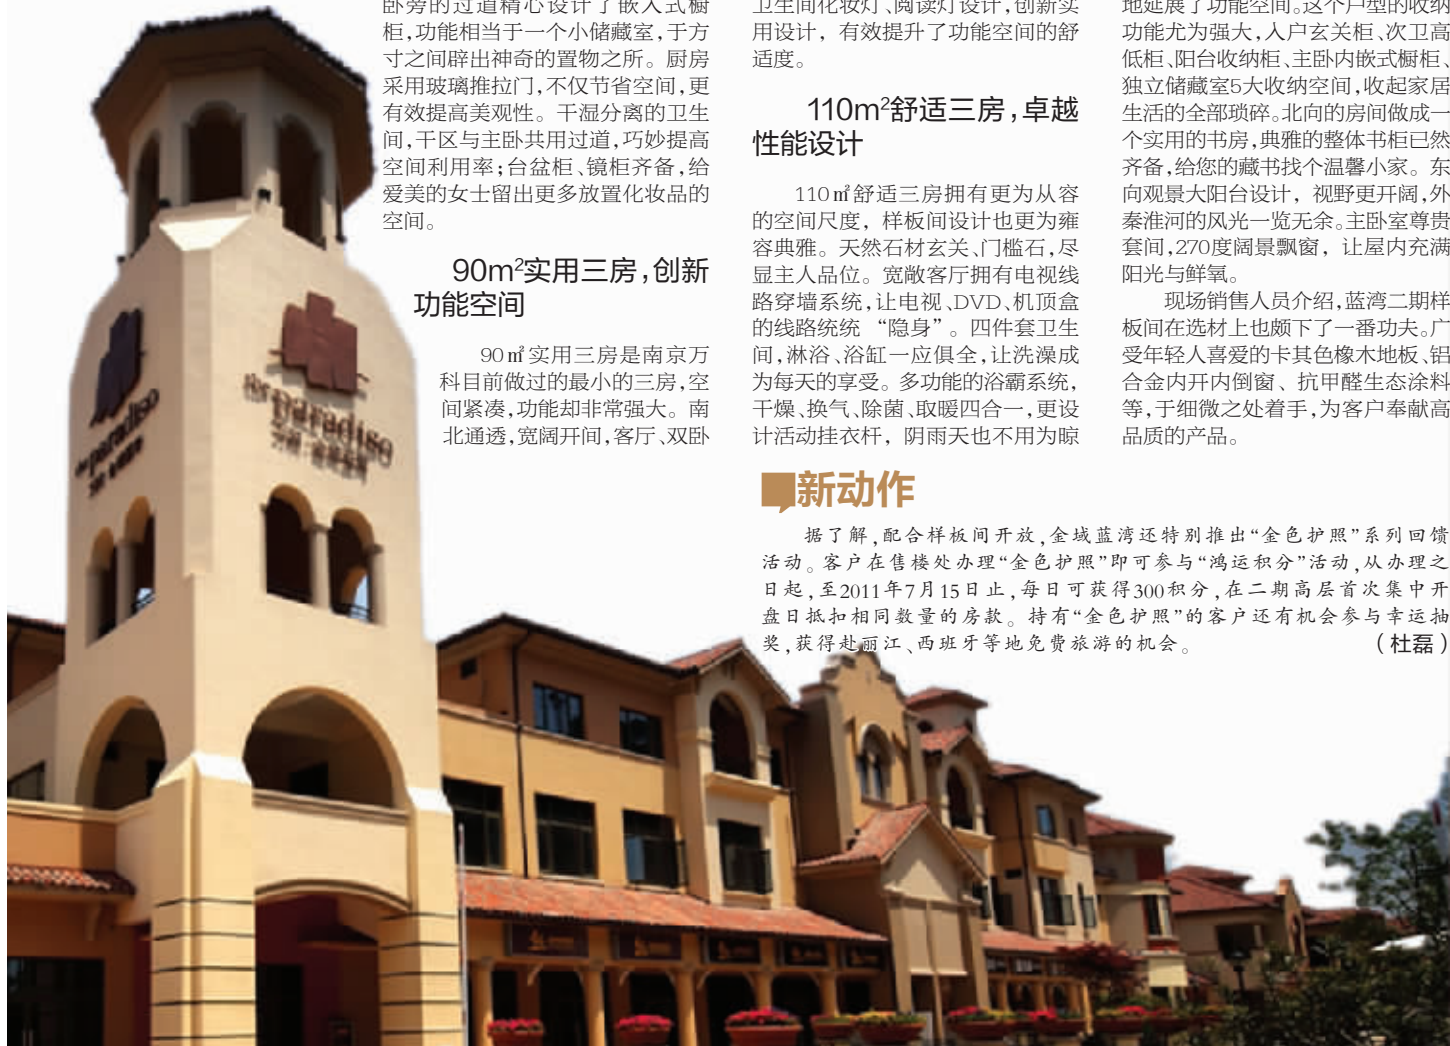 卧旁的过道精心设计了嵌入式橱
柜,功能相当于一个小储藏室,于方
寸之间辟出神奇的置物之所。厨房
采用玻璃推拉门,不仅节省空间,更
有效提高美观性。干湿分离的卫生
间,干区与主卧共用过道,巧妙提高
空间利用率;台盆柜、镜柜齐备,给
爱美的女士留出更多放置化妆品的
空间。
90m²实用三房,创新
功能空间
90㎡实用三房是南京万
科目前做过的最小的三房,空
间紧凑,功能却非常强大。南
北通透,宽阔开间,客厅、双卧
卫生间化妆灯、阅读灯设计,创新实
用设计,有效提升了功能空间的舒
适度。
110m²舒适三房,卓越
性能设计
110㎡舒适三房拥有更为从容
的空间尺度,样板间设计也更为雍
容典雅。天然石材玄关、门槛石,尽
显主人品位。宽敞客厅拥有电视线
路穿墙系统,让电视、DVD、机顶盒
的线路统统“隐身”。四件套卫生
间,淋浴、浴缸一应俱全,让洗澡成
为每天的享受。多功能的浴霸系统,
干燥、换气、除菌、取暖四合一,更设
计活动挂衣杆,阴雨天也不用为晾
地延展了功能空间。这个户型的收纳
功能尤为强大,入户玄关柜、次卫高
低柜、阳台收纳柜、主卧内嵌式橱柜、
独立储藏室5大收纳空间,收起家居
生活的全部琐碎。北向的房间做成一
个实用的书房,典雅的整体书柜已然
齐备,给您的藏书找个温馨小家。东
向观景大阳台设计,视野更开阔,外
秦淮河的风光一览无余。主卧室尊贵
套间,270度阔景飘窗,让屋内充满
阳光与鲜氧。
现场销售人员介绍,蓝湾二期样
板间在选材上也颇下了一番功夫。广
受年轻人喜爱的卡其色橡木地板、铝
合金内开内倒窗、抗甲醛生态涂料
等,于细微之处着手,为客户奉献高
品质的产品。
新动作
据了解,配合样板间开放,金域蓝湾还特别推出“金色护照”系列回馈
活动。客户在售楼处办理“金色护照”即可参与“鸿运积分”活动,从办理之
日起,至2011年7月15日止,每日可获得300积分,在二期高层首次集中开
盘日抵扣相同数量的房款。持有“金色护照”的客户还有机会参与幸运抽
奖,获得赴丽江、西班牙等地免费旅游的机会。
(杜磊)
the paradiso
the paradiso